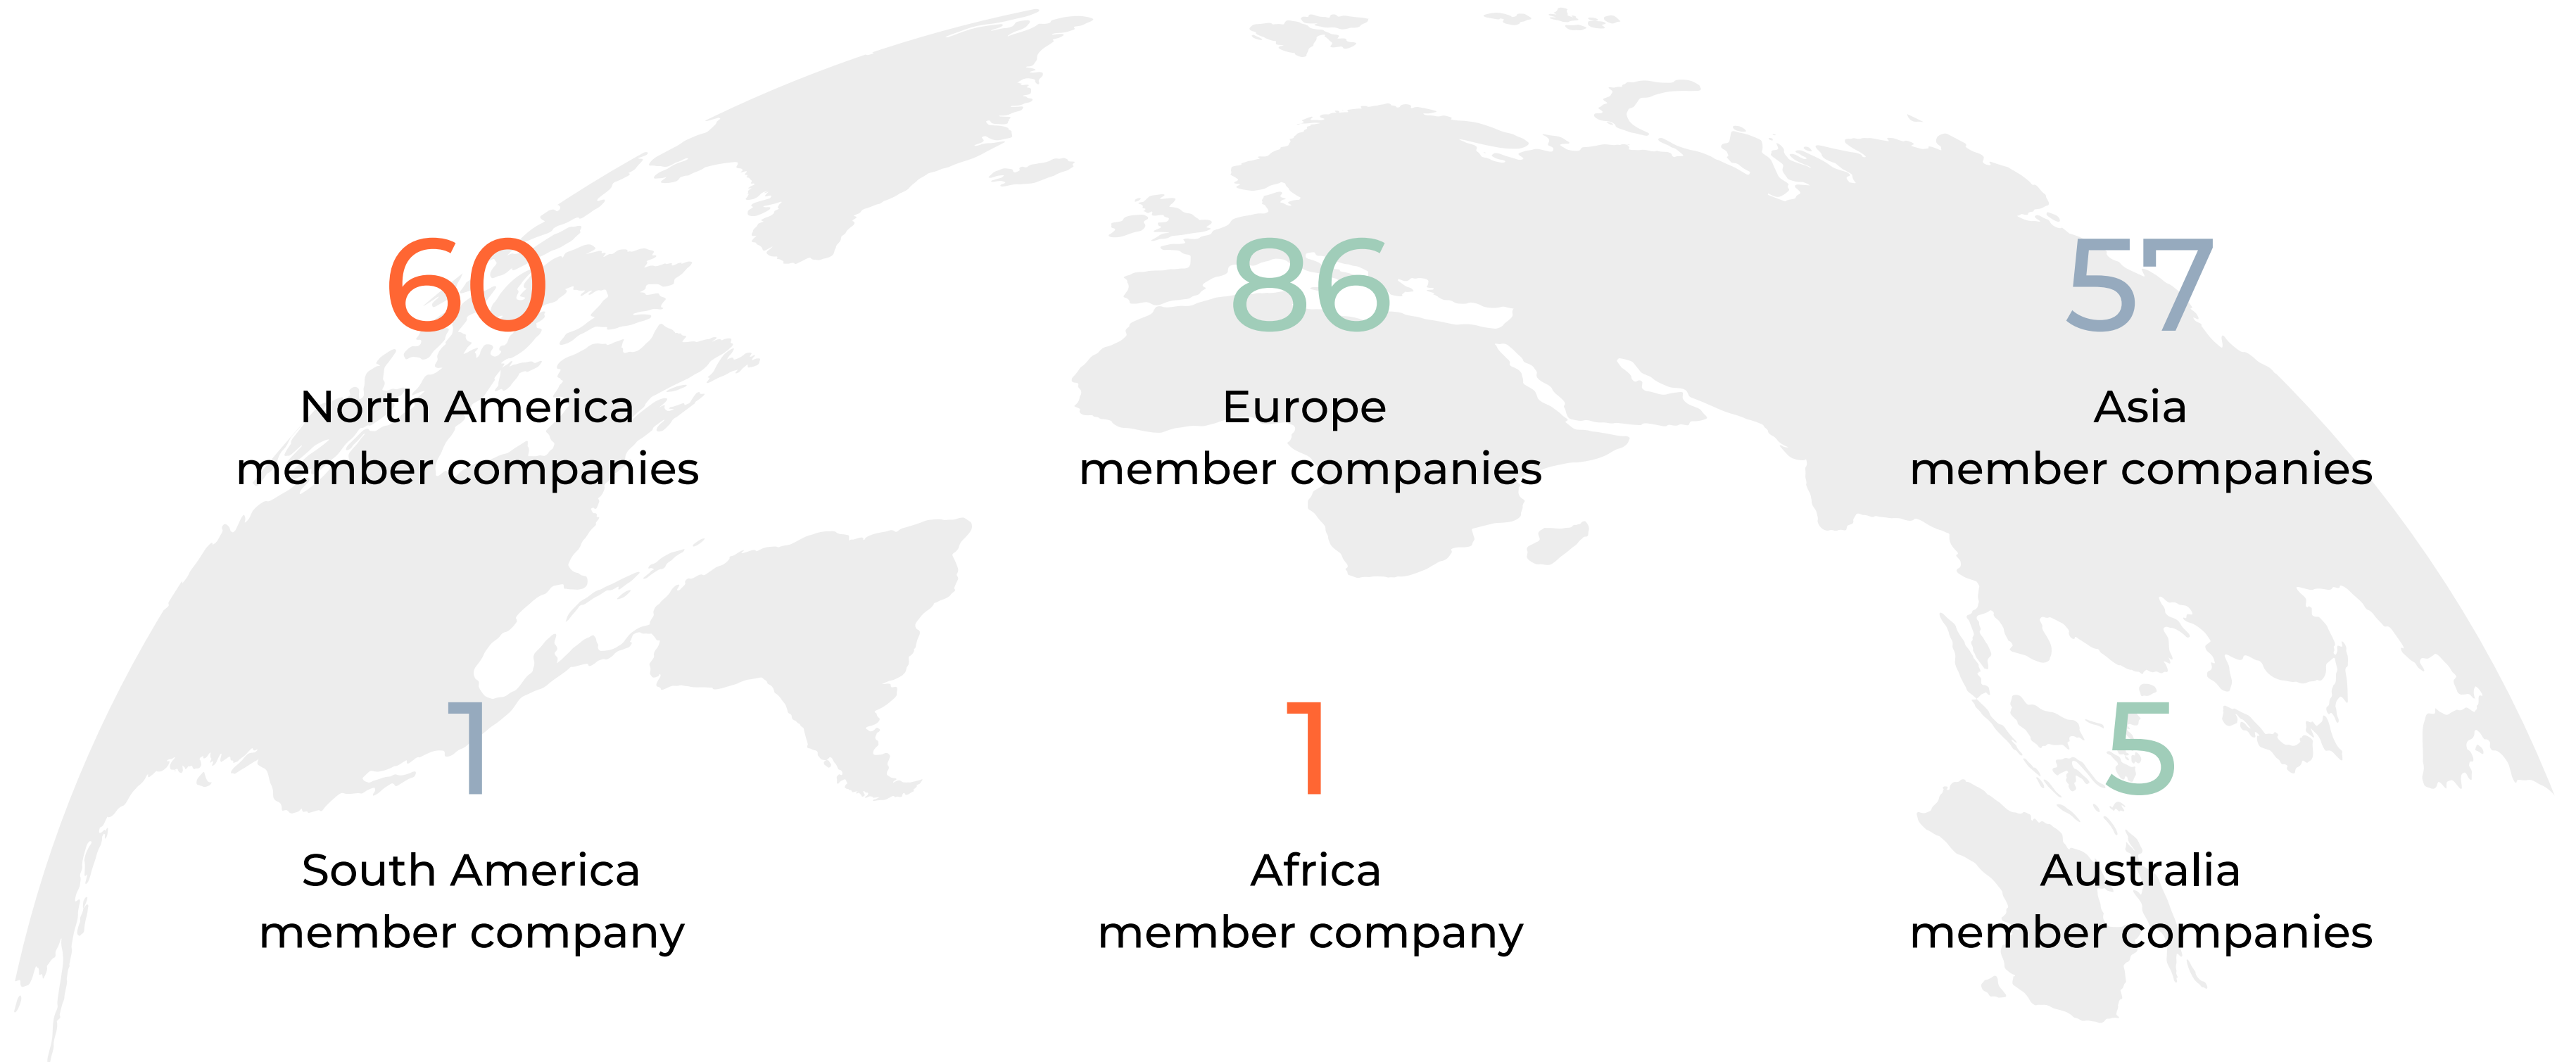 60
North America
member companies
86
Europe
member companies
57
Asia
member companies
1
South America
member company
1
Africa
member company
5
Australia
member companies